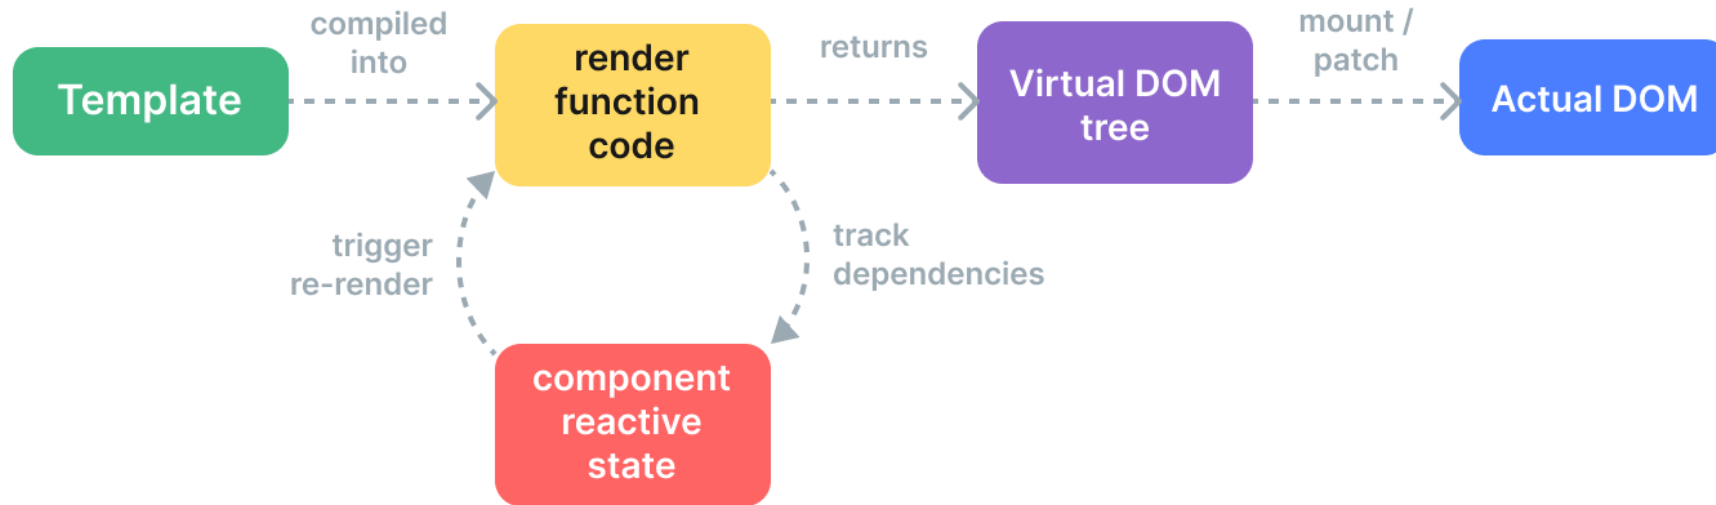 compiled
into
returns
mount /
patch
Template
render
function
code
Virtual DOM
tree
Actual DOM
trigger
re-render
track
dependencies
component
reactive
state